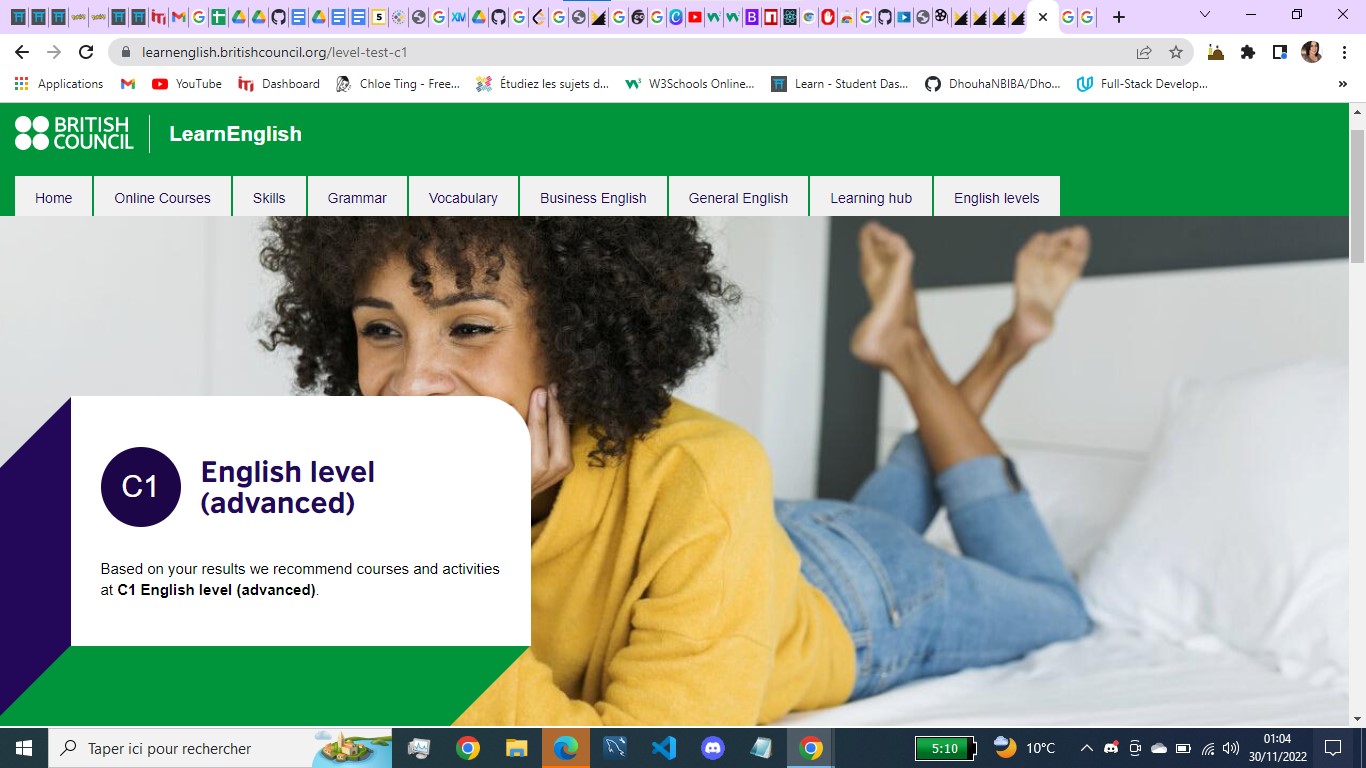 learnenglish.britishcouncil.org/level-test-c1
Applications
YouTube
Dashboard
Chloe Ting - Free...
Étudiez les sujets d...
W3Schools Online...
Learn - Student Das...
DhouhaNBIBA/Dho...
Full-Stack Develop...
»
BRITISH
COUNCIL
LearnEnglish
Home
Online Courses
Skills
Grammar
Vocabulary
Business English
General English
Learning hub
English levels
C1
English level
(advanced)
Based on your results we recommend courses and activities
at C1 English level (advanced).
Taper ici pour rechercher
5:10
10°C
01:04
30/11/2022